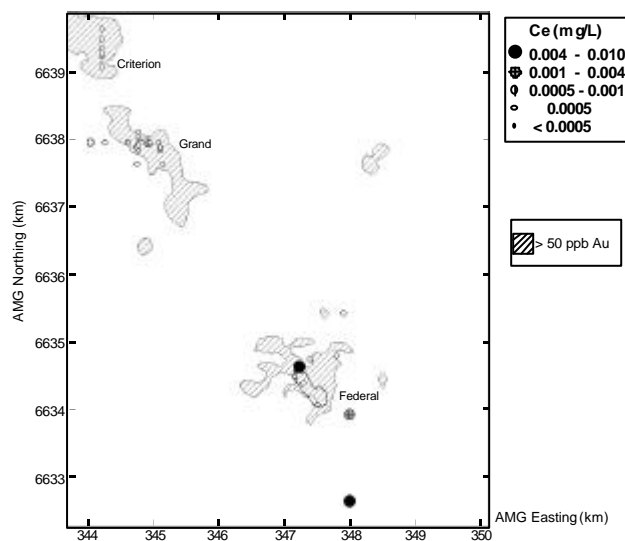 6639
6638
6637
6636
6635
6634
6633
AMG Northing (km)
Criterion
Grand
Federal
344
345
346
347
348
349
350
AMG Easting (km)
Ce (mg/L)
0.004 - 0.010
0.001 - 0.004
0.0005 - 0.001
0.0005
< 0.0005
> 50 ppb Au